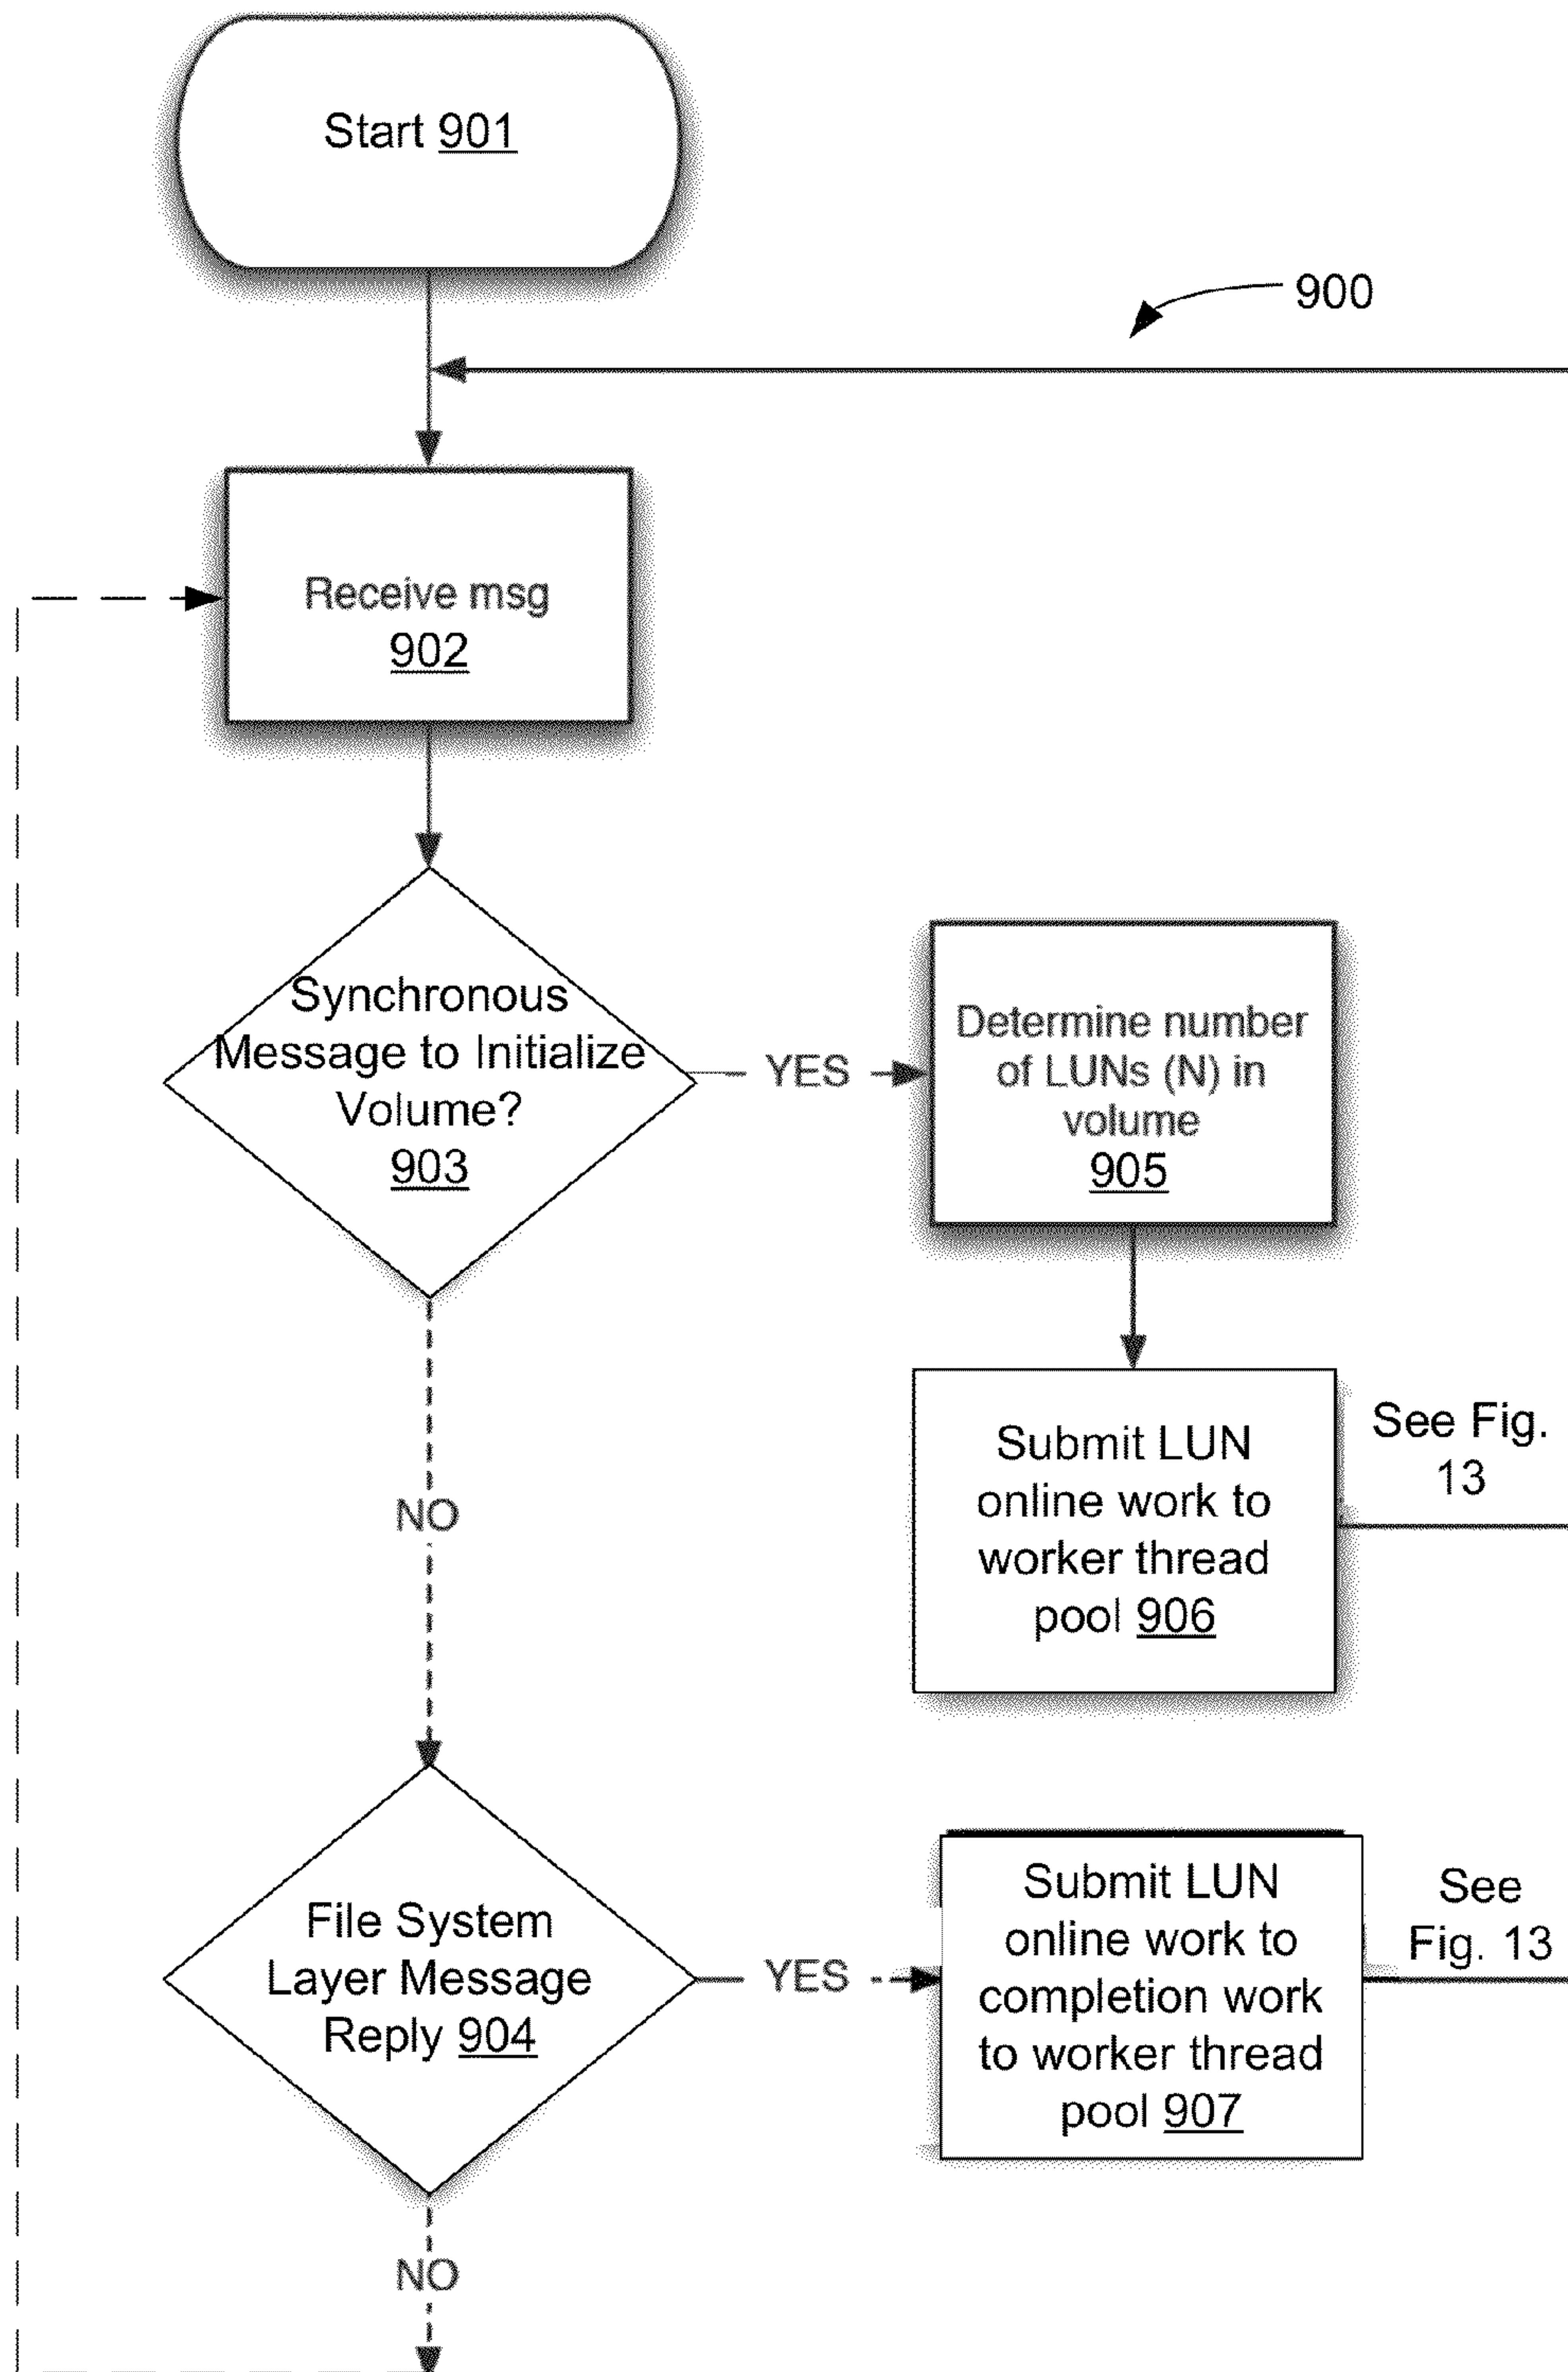 Start 901
900
Receive msg
902
Synchronous
Message to Initialize
Volume?
903
YES
Determine number
of LUNs (N) in
volume
905
Submit LUN
online work to
worker thread
pool 906
See Fig.
13
NO
File System
Layer Message
Reply 904
YES
Submit LUN
online work to
completion work
to worker thread
pool 907
See
Fig. 13
NO